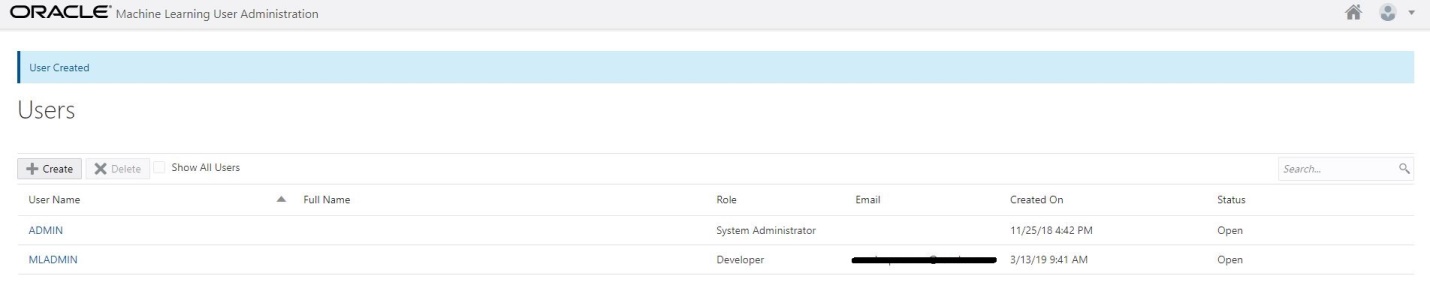 ORACLE Machine Learning User Administration
User Created
Users
Create Delete Show All Users Search...
User Name Full Name Role Email Created On Status
ADMIN System Administrator 11/25/18 4:42 PM Open
MLADMIN Developer 3/13/19 9:41 AM Open